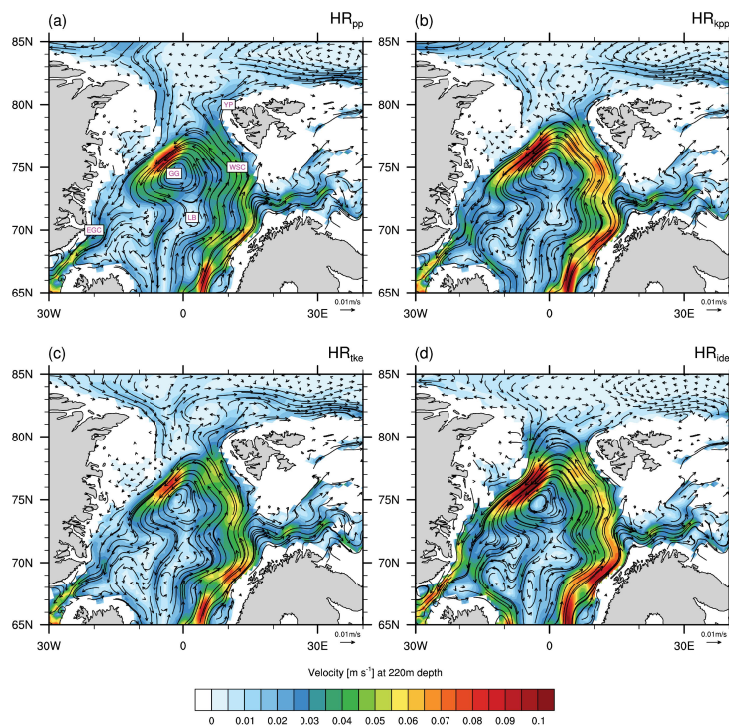 (a) HRpp
85N
80N
75N
70N
65N
YP
WSC
GG
LB
EGC
30W 0 30E
0.01m/s
(b) HRkpp
85N
80N
75N
70N
65N
30W 0 30E
0.01m/s
(c) HRtke
85N
80N
75N
70N
65N
30W 0 30E
0.01m/s
(d) HRide
85N
80N
75N
70N
65N
30W 0 30E
0.01m/s
Velocity [m s⁻¹] at 220m depth
0 0.01 0.02 0.03 0.04 0.05 0.06 0.07 0.08 0.09 0.1